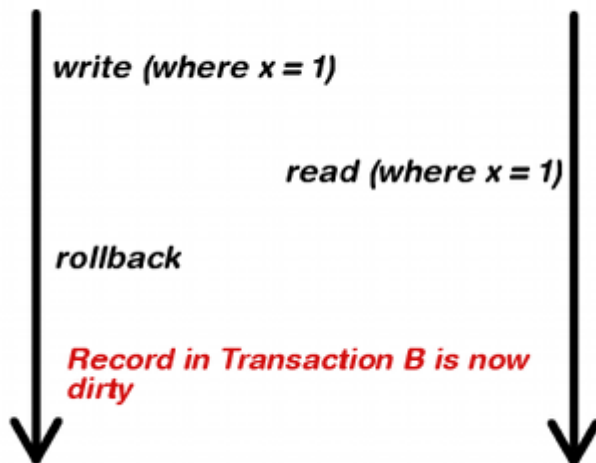 write (where x = 1)
read (where x = 1)
rollback
Record in Transaction B is now
dirty